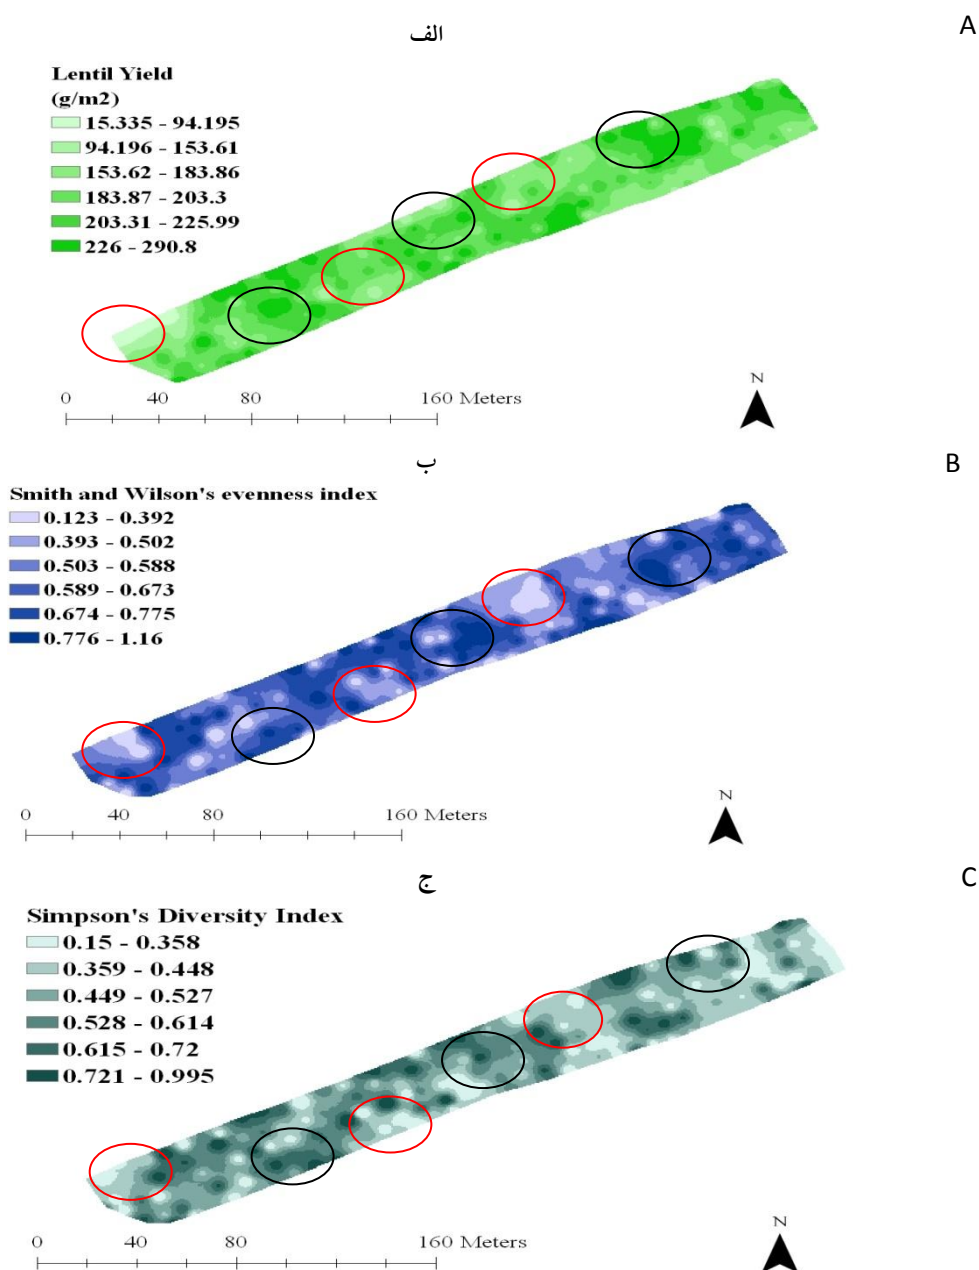 الف
A
Lentil Yield
(g/m2)
15.335 - 94.195
94.196 - 153.61
153.62 - 183.86
183.87 - 203.3
203.31 - 225.99
226 - 290.8
N
0 40 80 160 Meters
ب
B
Smith and Wilson's evenness index
0.123 - 0.392
0.393 - 0.502
0.503 - 0.588
0.589 - 0.673
0.674 - 0.775
0.776 - 1.16
N
0 40 80 160 Meters
ج
C
Simpson's Diversity Index
0.15 - 0.358
0.359 - 0.448
0.449 - 0.527
0.528 - 0.614
0.615 - 0.72
0.721 - 0.995
N
0 40 80 160 Meters